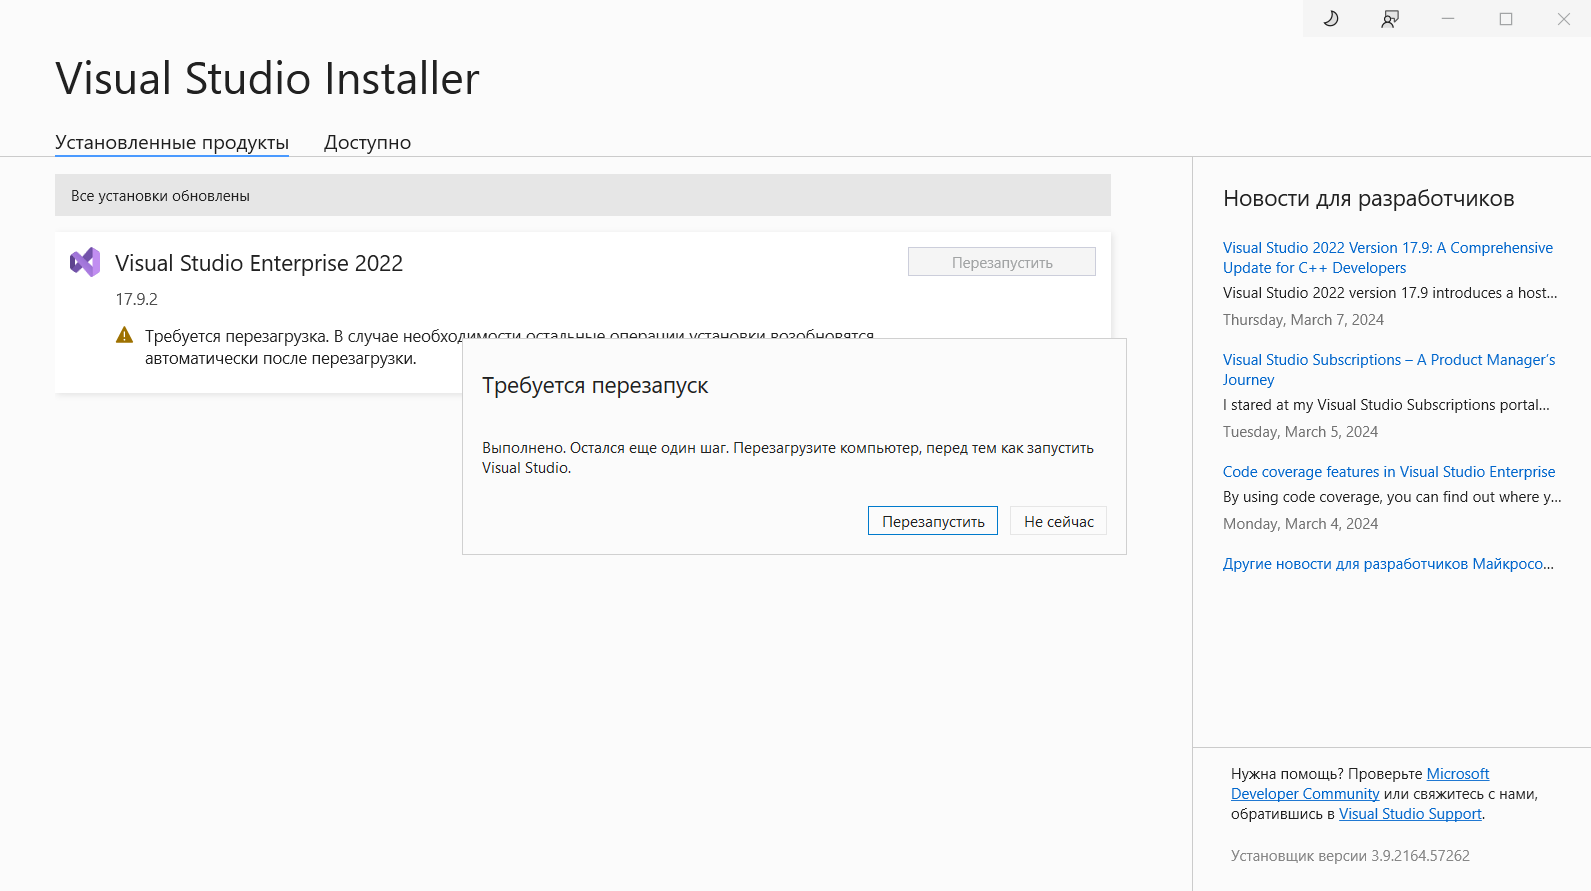 Visual Studio Installer
Установленные продукты
Доступно
Все установки обновлены
Visual Studio Enterprise 2022
Перезапустить
17.9.2
Требуется перезагрузка. В случае необходимости остальные операции установки возобновятся
автоматически после перезагрузки.
Требуется перезапуск
Выполнено. Остался еще один шаг. Перезагрузите компьютер, перед тем как запустить
Visual Studio.
Перезапустить
Не сейчас
Новости для разработчиков
Visual Studio 2022 Version 17.9: A Comprehensive
Update for C++ Developers
Visual Studio 2022 version 17.9 introduces a host...
Thursday, March 7, 2024
Visual Studio Subscriptions – A Product Manager’s
Journey
I stared at my Visual Studio Subscriptions portal...
Tuesday, March 5, 2024
Code coverage features in Visual Studio Enterprise
By using code coverage, you can find out where y...
Monday, March 4, 2024
Другие новости для разработчиков Майкросо...
Нужна помощь? Проверьте Microsoft
Developer Community или свяжитесь с нами,
обратившись в Visual Studio Support.
Установщик версии 3.9.2164.57262